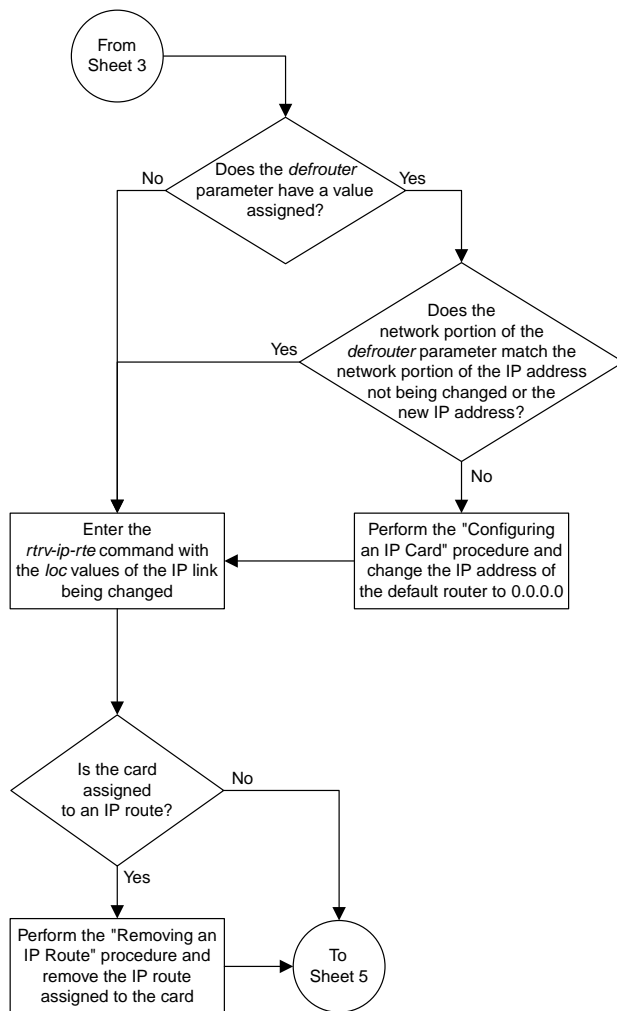 From
Sheet 3
Does the defrouter
parameter have a value
assigned?
No
Yes
Does the
network portion of the
defrouter parameter match the
network portion of the IP address
not being changed or the
new IP address?
Yes
No
Enter the
rtrv-ip-rte command with
the loc values of the IP link
being changed
Perform the "Configuring
an IP Card" procedure and
change the IP address of
the default router to 0.0.0.0
Is the card
assigned
to an IP route?
No
Yes
Perform the "Removing an
IP Route" procedure and
remove the IP route
assigned to the card
To
Sheet 5